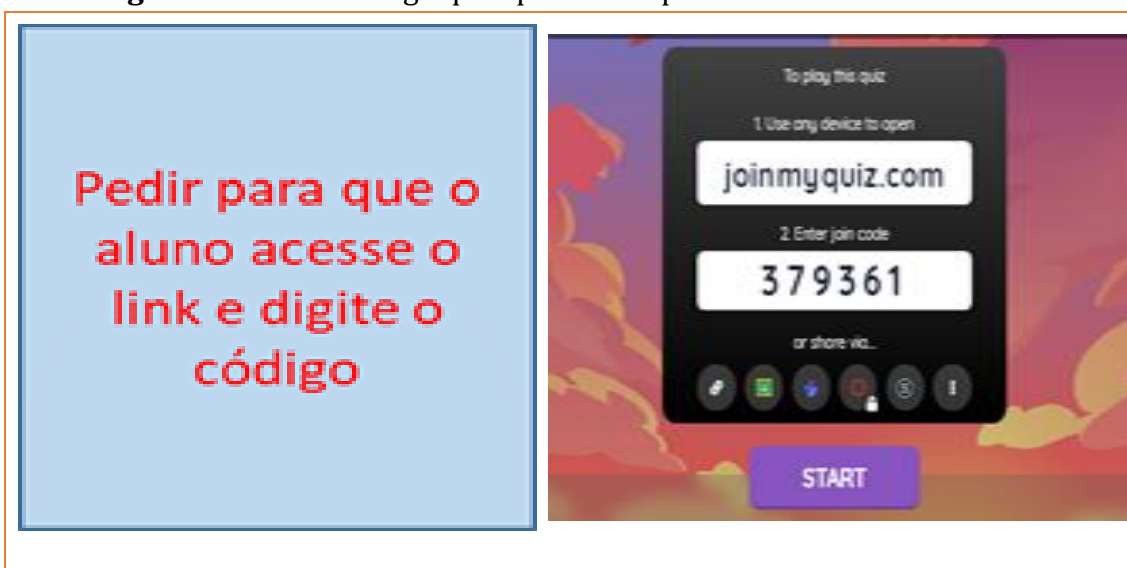 Pedir para que o
aluno acesse o
link e digite o
código
To play this quiz
1. Use any device to open
joinmyquiz.com
2. Enter join code
379361
or share via...
START